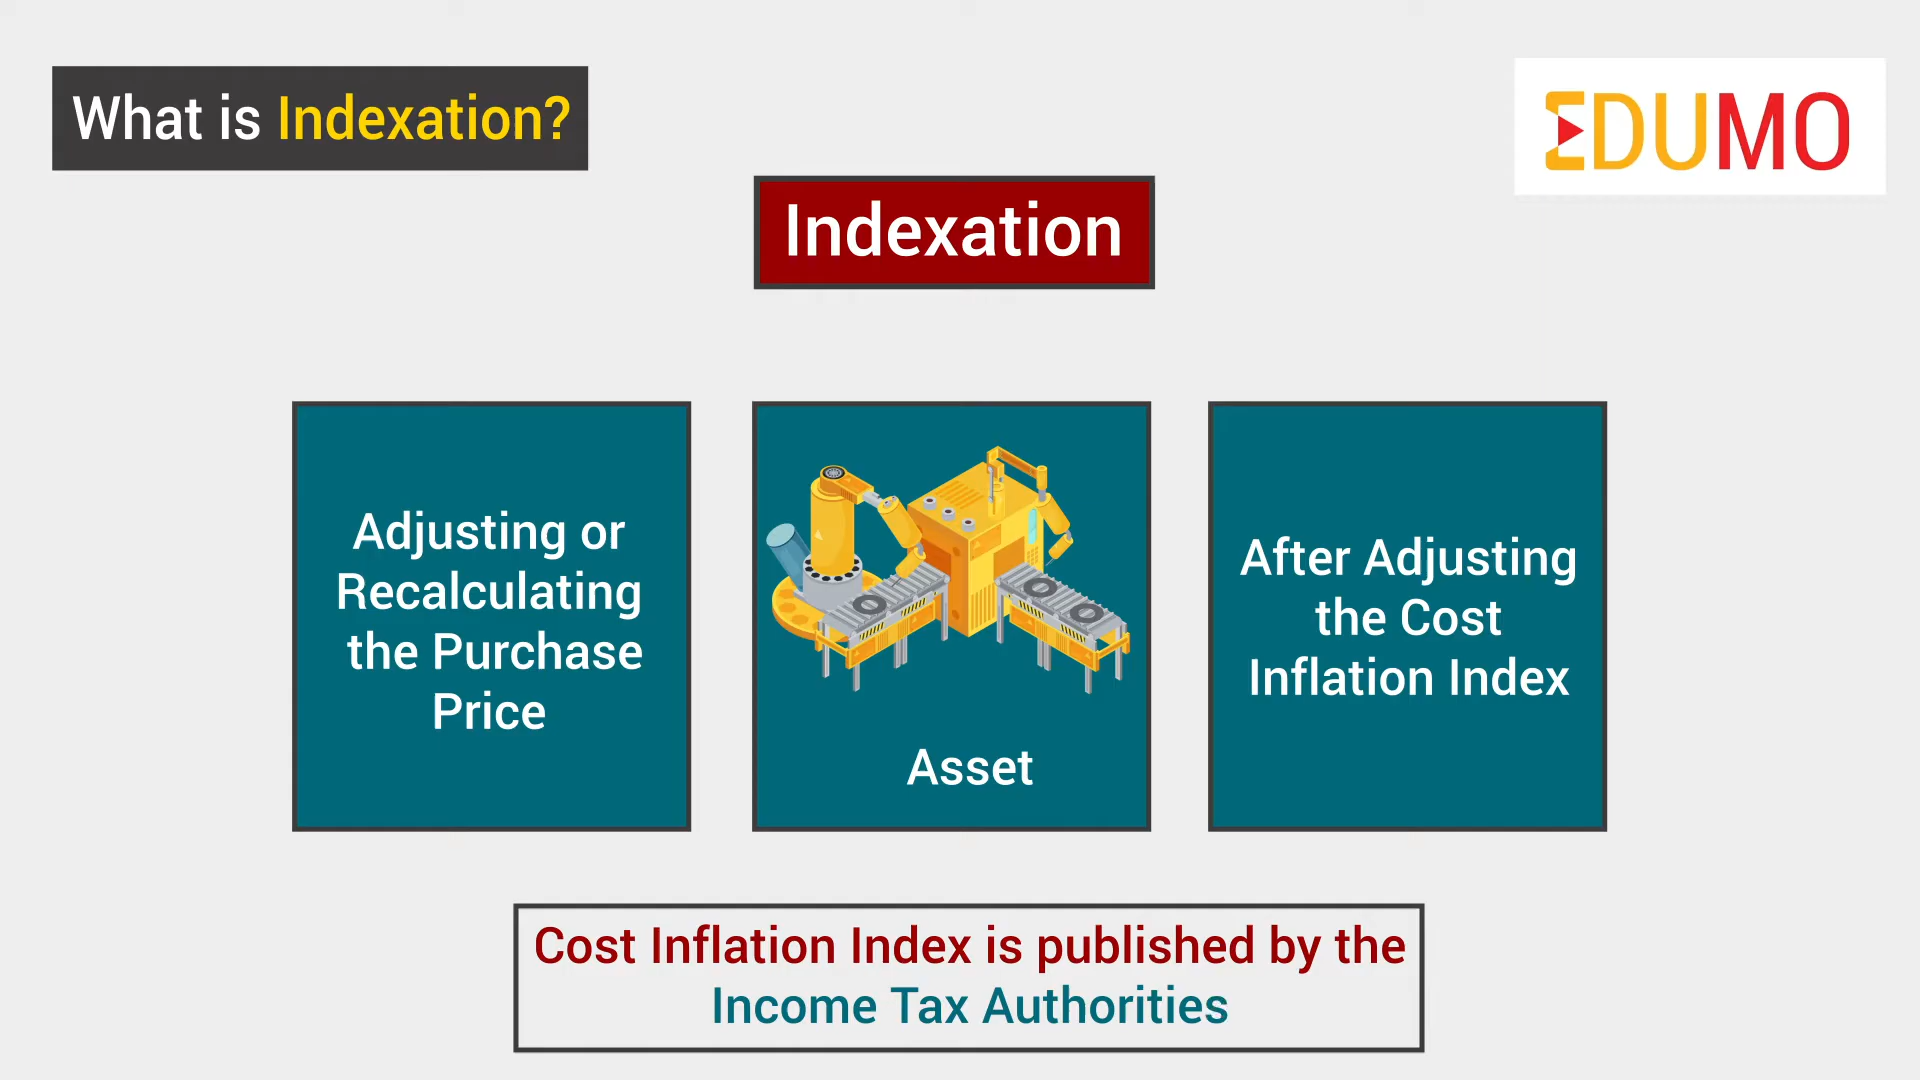 What is Indexation?
EDUMO
Indexation
Adjusting or
Recalculating
the Purchase
Price
Asset
After Adjusting
the Cost
Inflation Index
Cost Inflation Index is published by the
Income Tax Authorities